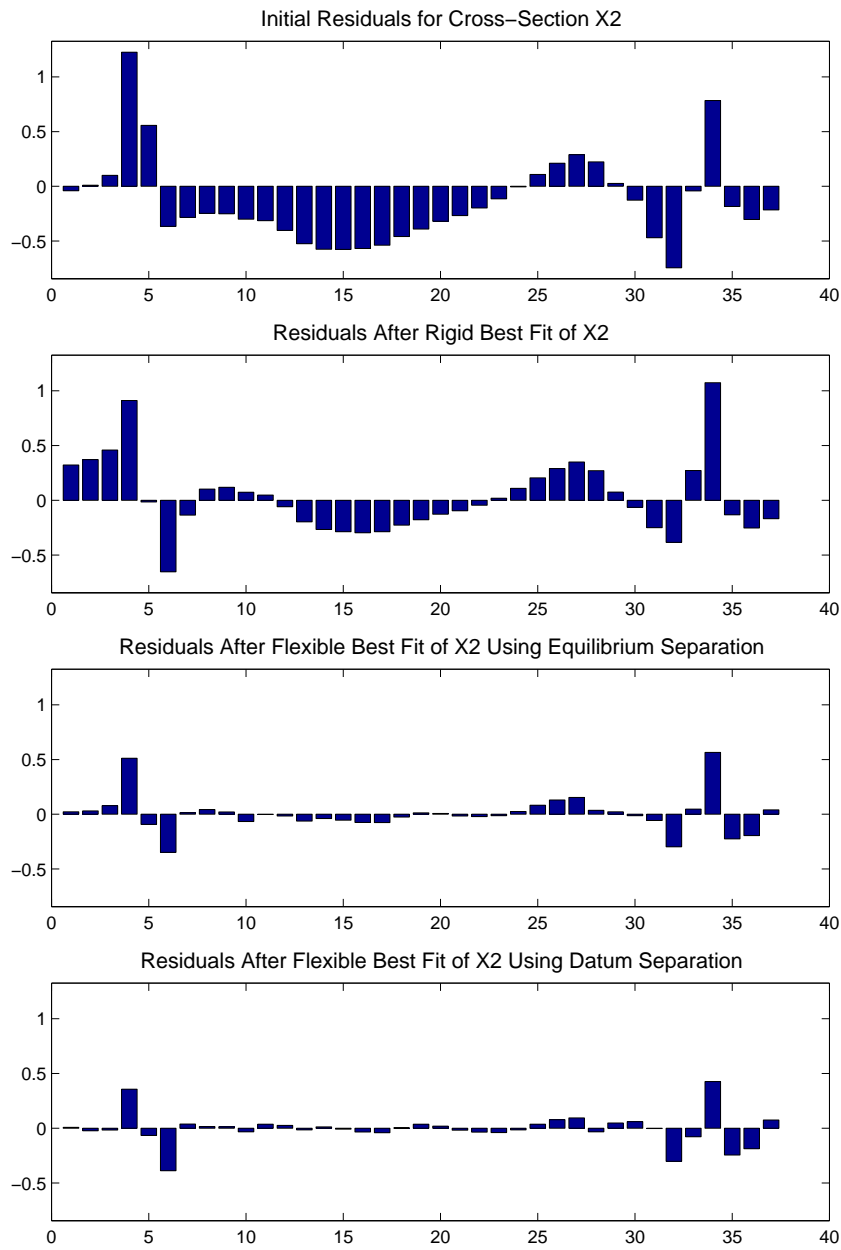 Initial Residuals for Cross−Section X2
1
0.5
0
−0.5
0 5 10 15 20 25 30 35 40
Residuals After Rigid Best Fit of X2
1
0.5
0
−0.5
0 5 10 15 20 25 30 35 40
Residuals After Flexible Best Fit of X2 Using Equilibrium Separation
1
0.5
0
−0.5
0 5 10 15 20 25 30 35 40
Residuals After Flexible Best Fit of X2 Using Datum Separation
1
0.5
0
−0.5
0 5 10 15 20 25 30 35 40